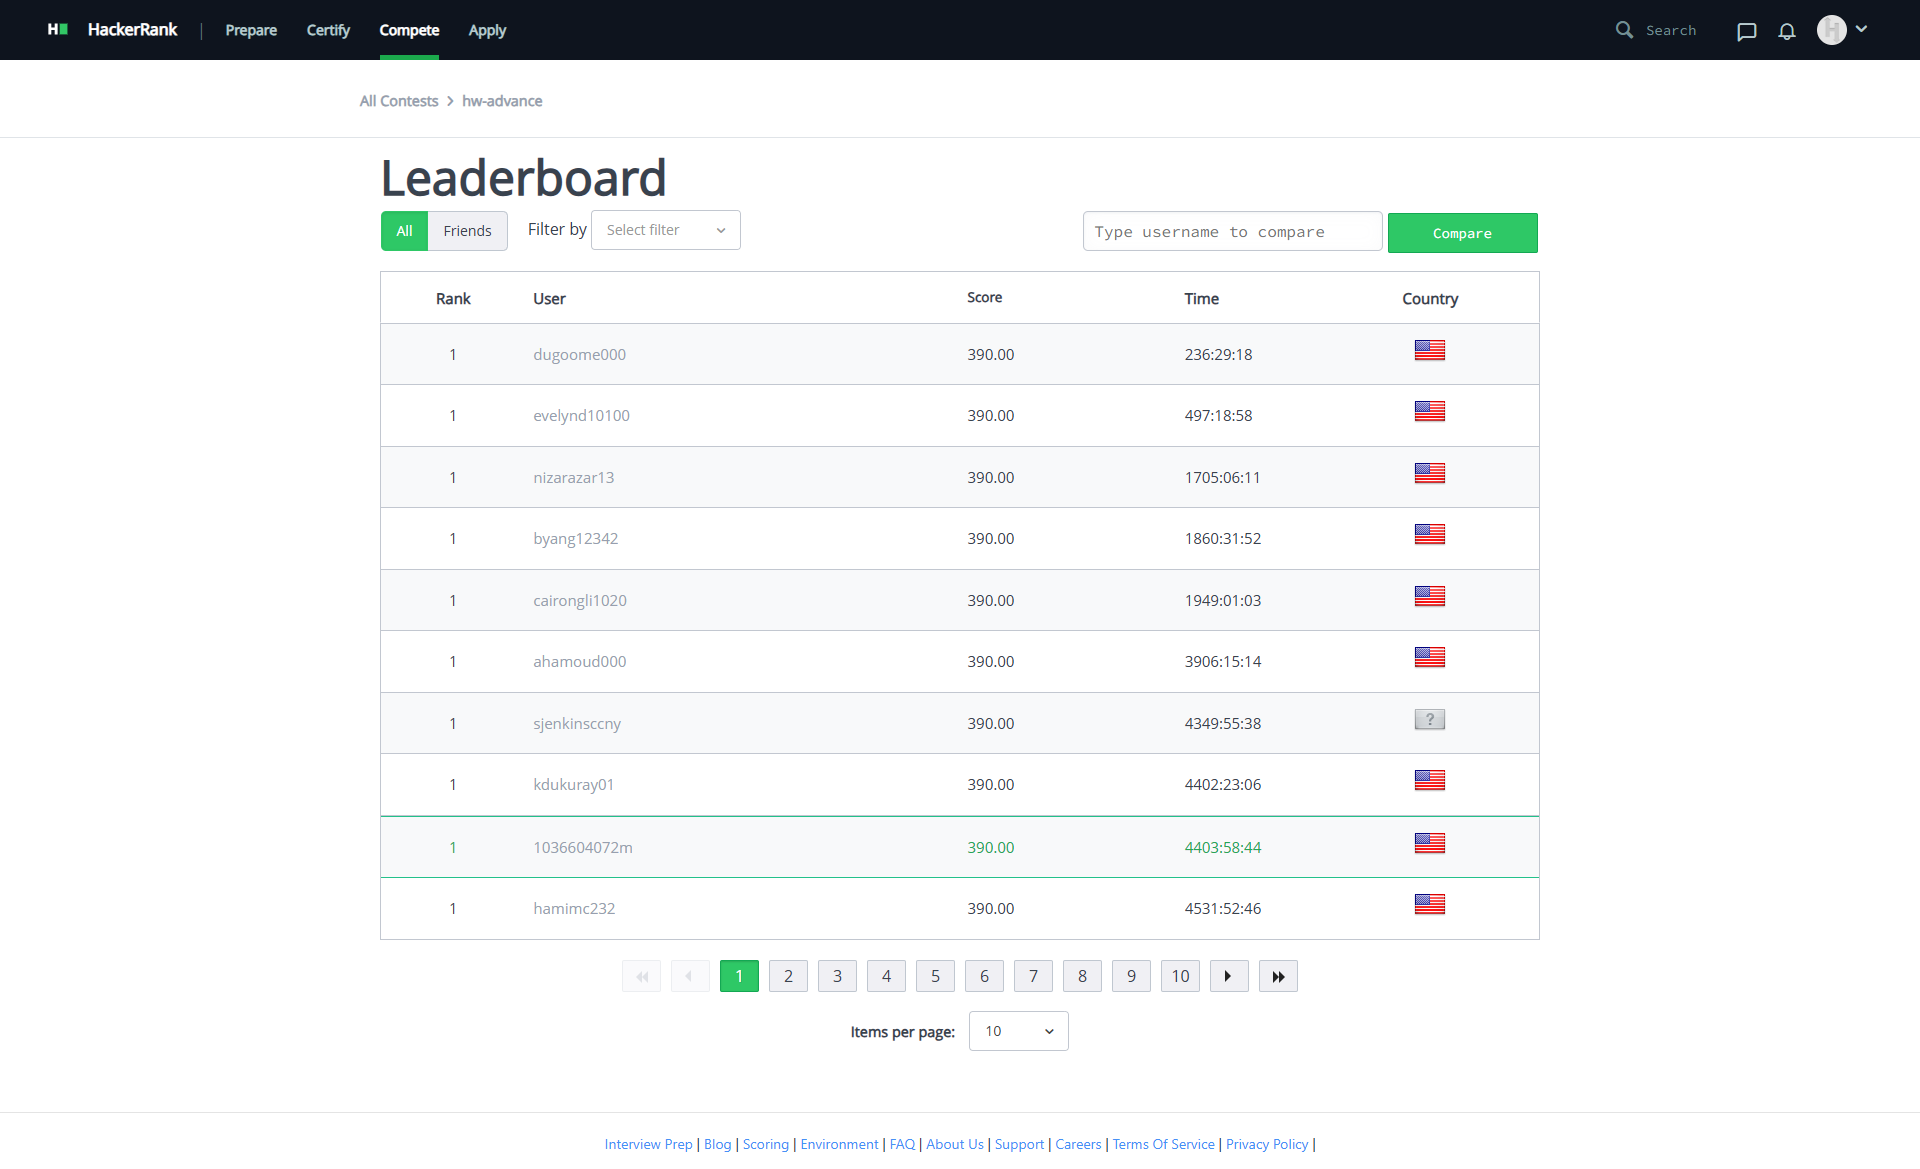 H HackerRank | Prepare Certify Compete Apply Search H
All Contests > hw-advance
Leaderboard
All Friends Filter by Select filter Type username to compare Compare
Rank User Score Time Country
1 dugoome000 390.00 236:29:18
1 evelynd10100 390.00 497:18:58
1 nizarazar13 390.00 1705:06:11
1 byang12342 390.00 1860:31:52
1 cairongli1020 390.00 1949:01:03
1 ahamoud000 390.00 3906:15:14
1 sjenkinsccny 390.00 4349:55:38 ?
1 kdukuray01 390.00 4402:23:06
1 1036604072m 390.00 4403:58:44
1 hamimc232 390.00 4531:52:46
1 2 3 4 5 6 7 8 9 10
Items per page: 10
Interview Prep | Blog | Scoring | Environment | FAQ | About Us | Support | Careers | Terms Of Service | Privacy Policy |